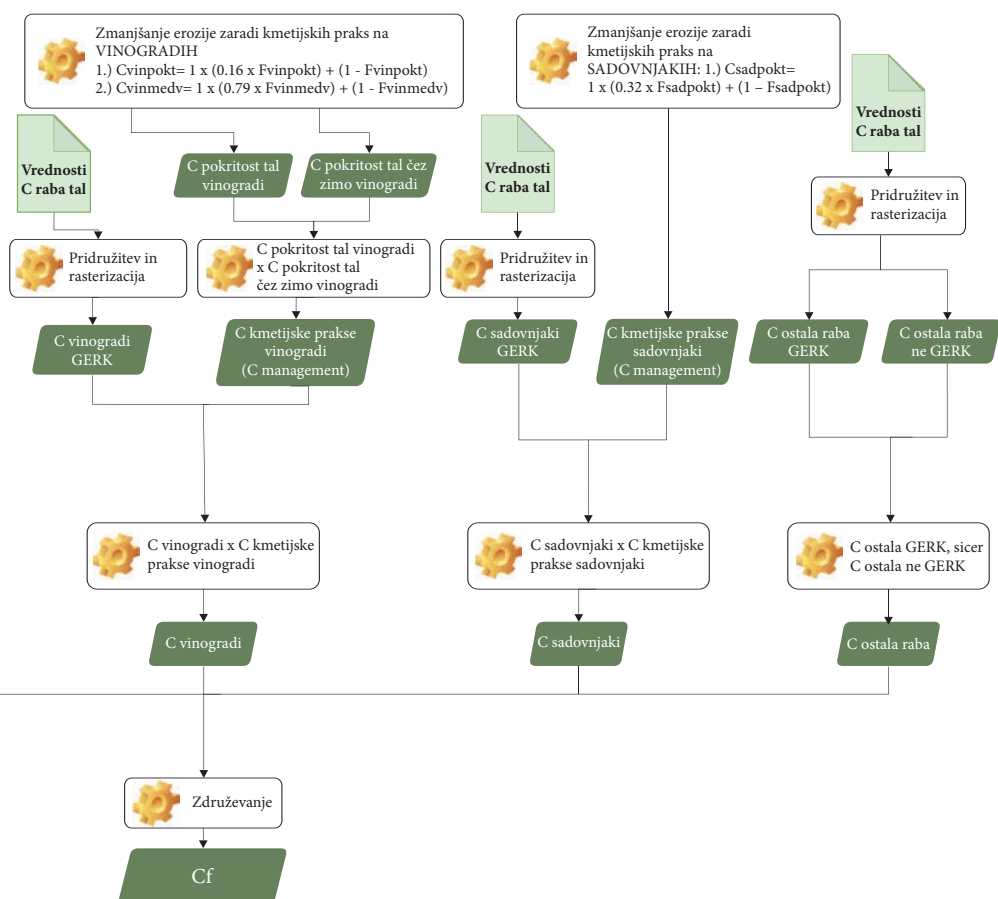 Zmanjšanje erozije zaradi kmetijskih praks na
VINOGRADIH
1.) Cvinpokt= 1 x (0.16 x Fvinpokt) + (1 - Fvinpokt)
2.) Cvinmedv= 1 x (0.79 x Fvinmedv) + (1 - Fvinmedv)
Zmanjšanje erozije zaradi
kmetijskih praks na
SADOVNJAKIH: 1.) Csadpokt=
1 x (0.32 x Fsadpokt) + (1 – Fsadpokt)
Vrednosti
C raba tal
Vrednosti
C raba tal
C pokritost tal
vinogradi
C pokritost tal čez
zimo vinogradi
Vrednosti
C raba tal
Pridružitev in
rasterizacija
Pridružitev in
rasterizacija
C pokritost tal vinogradi
x C pokritost tal
čez zimo vinogradi
Pridružitev in
rasterizacija
C vinogradi
GERK
C kmetijske prakse
vinogradi
(C management)
C sadovnjaki
GERK
C kmetijske prakse
sadovnjaki
(C management)
C ostala raba
GERK
C ostala raba
ne GERK
C vinogradi x C kmetijske
prakse vinogradi
C sadovnjaki x C kmetijske
prakse sadovnjaki
C ostala GERK, sicer
C ostala ne GERK
C vinogradi
C sadovnjaki
C ostala raba
Združevanje
Cf